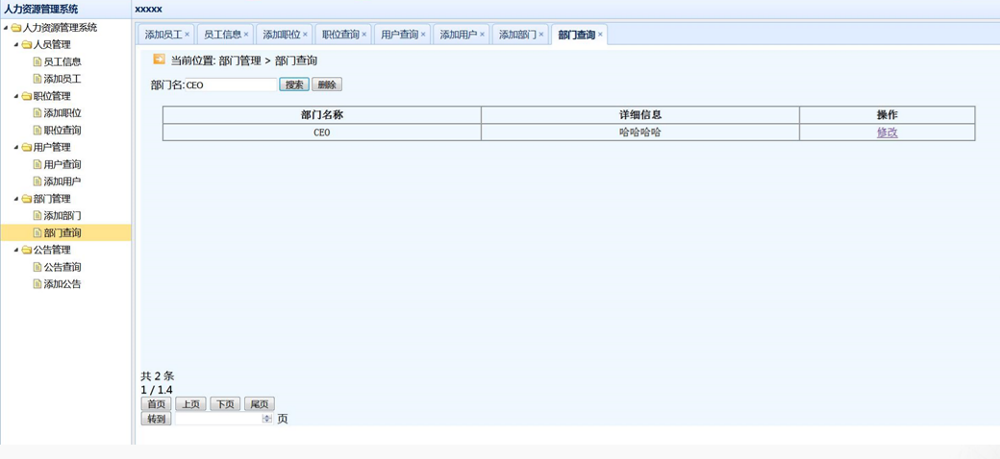 人力资源管理系统
xxxxx
人力资源管理系统
人员管理
员工信息
添加员工
职位管理
添加职位
职位查询
用户管理
用户查询
添加用户
部门管理
添加部门
部门查询
公告管理
公告查询
添加公告
添加员工 × 员工信息 × 添加职位 × 职位查询 × 用户查询 × 添加用户 × 添加部门 × 部门查询 ×
当前位置: 部门管理 > 部门查询
部门名: CEO 搜索 删除
部门名称 详细信息 操作
CEO 哈哈哈哈 修改
共 2 条
1 / 1.4
首页 上页 下页 尾页
转到 页